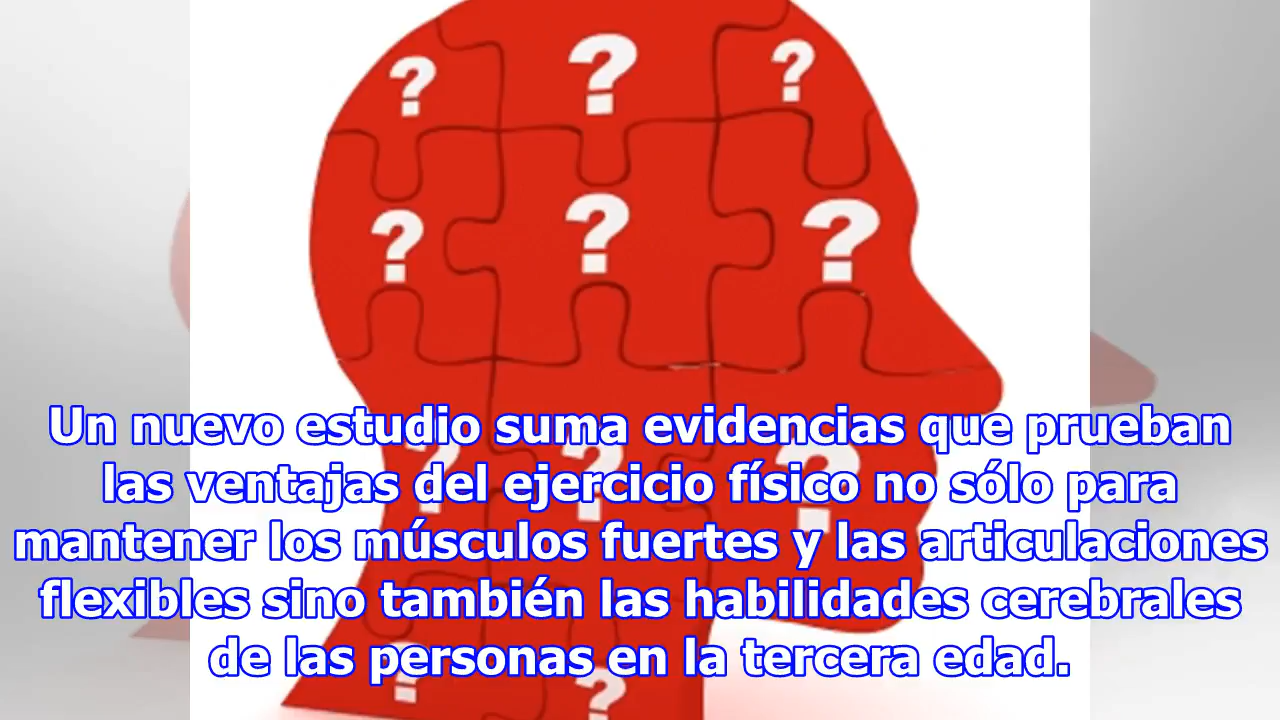 ? ? ?
? ? ?
Un nuevo estudio suma evidencias que prueban
las ventajas del ejercicio físico no sólo para
mantener los músculos fuertes y las articulaciones
flexibles sino también las habilidades cerebrales
de las personas en la tercera edad.